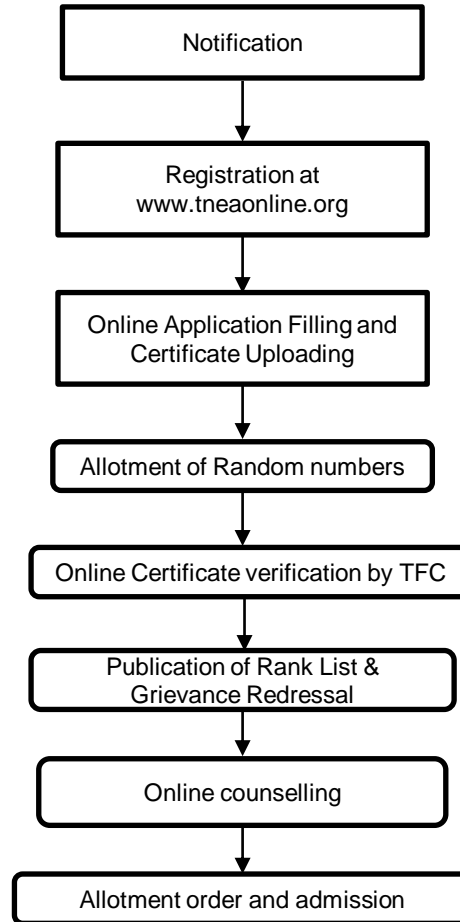 Notification
Registration at
www.tneaonline.org
Online Application Filling and
Certificate Uploading
Allotment of Random numbers
Online Certificate verification by TFC
Publication of Rank List &
Grievance Redressal
Online counselling
Allotment order and admission